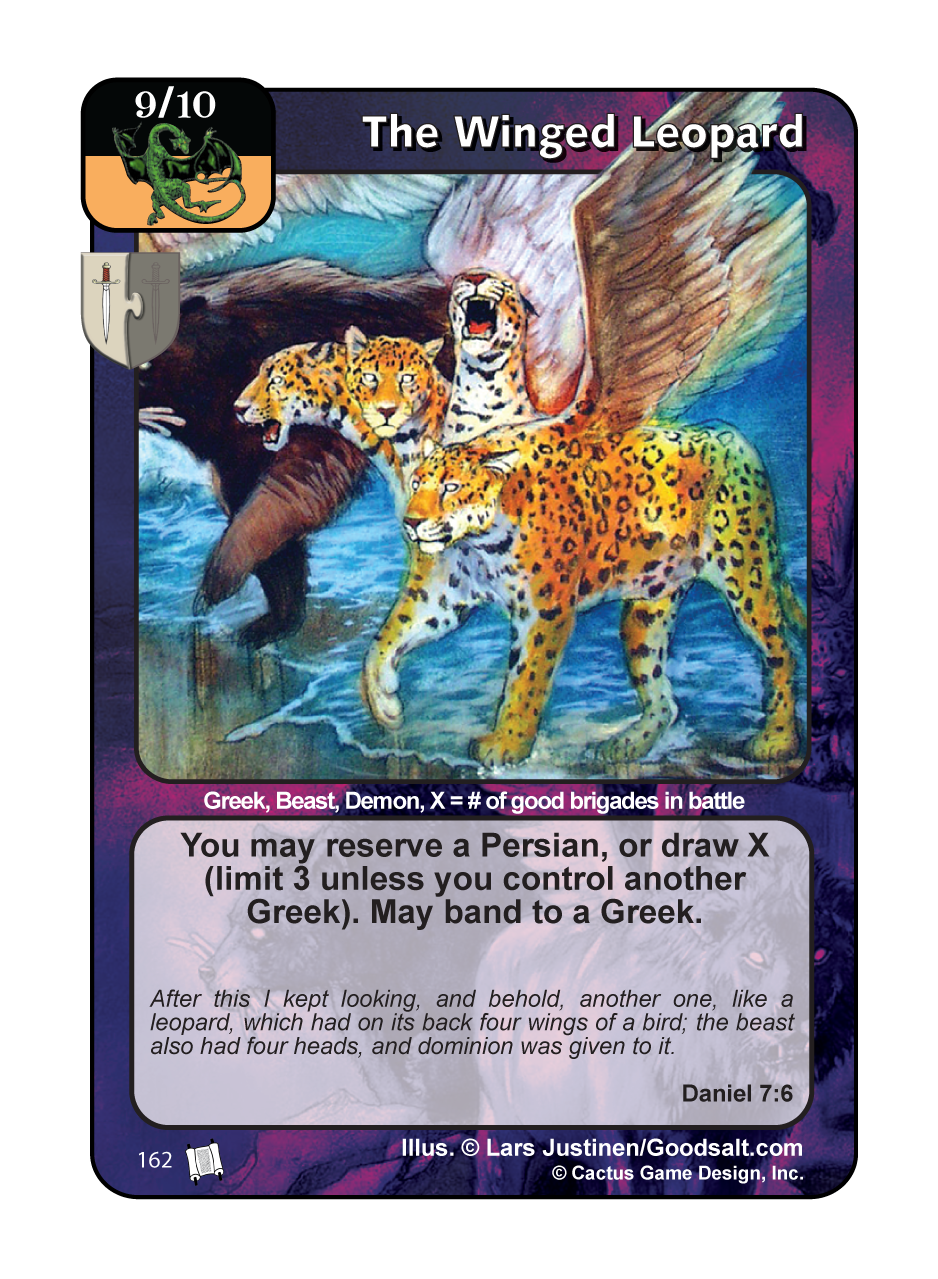 9/10
The Winged Leopard
Greek, Beast, Demon, X = # of good brigades in battle
You may reserve a Persian, or draw X
(limit 3 unless you control another
Greek). May band to a Greek.
After this I kept looking, and behold, another one, like a
leopard, which had on its back four wings of a bird; the beast
also had four heads, and dominion was given to it.
Daniel 7:6
162
Illus. © Lars Justinen/Goodsalt.com
© Cactus Game Design, Inc.